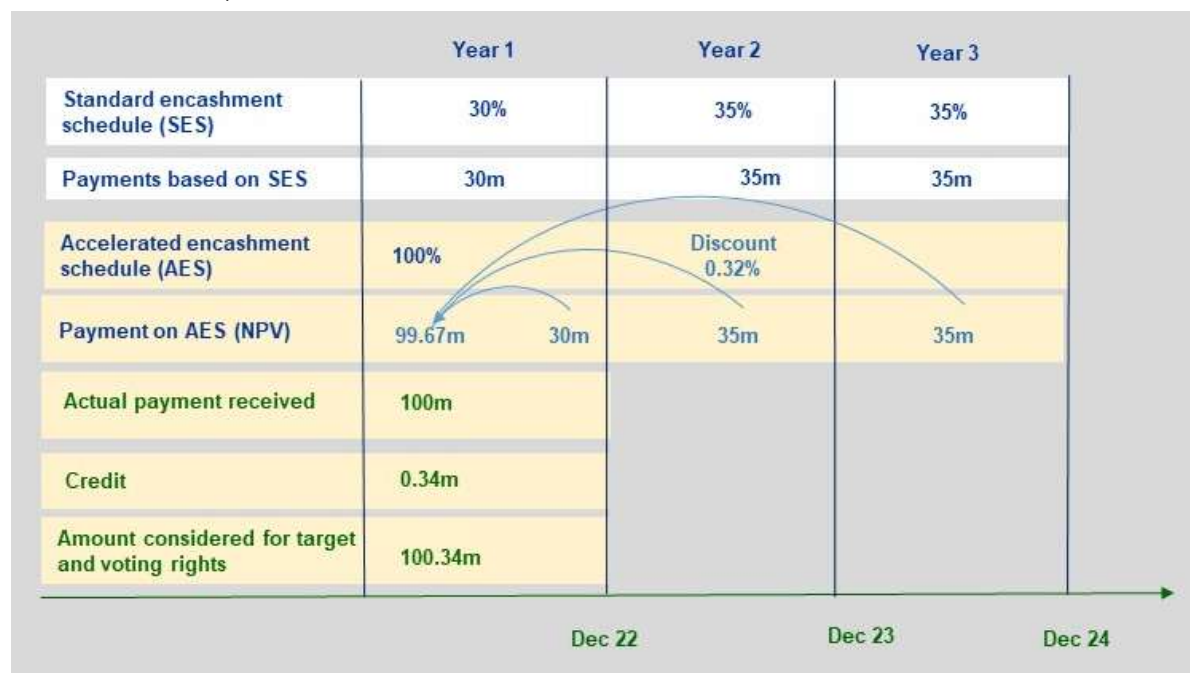 Year 1 Year 2 Year 3
Standard encashment
schedule (SES)
30% 35% 35%
Payments based on SES 30m 35m 35m
Accelerated encashment
schedule (AES)
100%
Discount
0.32%
Payment on AES (NPV) 99.67m 30m 35m 35m
Actual payment received 100m
Credit 0.34m
Amount considered for target
and voting rights
100.34m
Dec 22 Dec 23 Dec 24